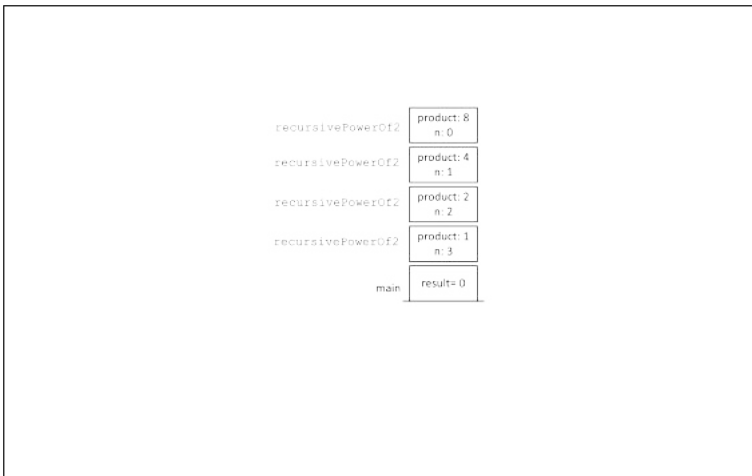 recursivePowerOf2
product: 8
n: 0
recursivePowerOf2
product: 4
n: 1
recursivePowerOf2
product: 2
n: 2
recursivePowerOf2
product: 1
n: 3
main
result= 0